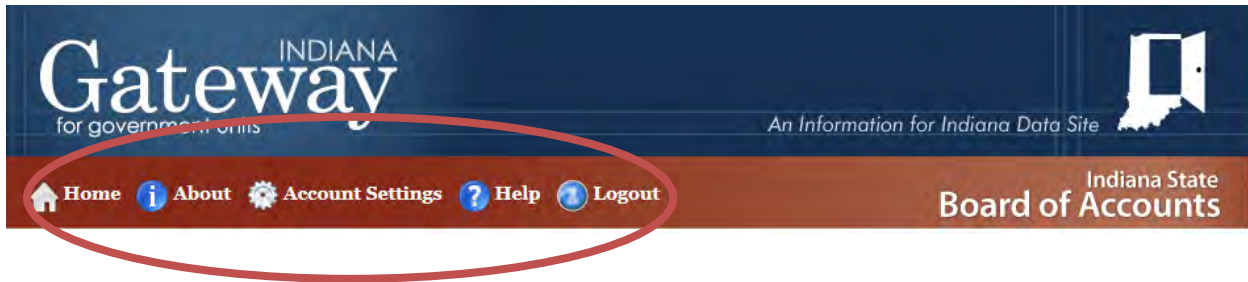 INDIANA
Gateway
for government units
An Information for Indiana Data Site
Home About Account Settings Help Logout
Indiana State
Board of Accounts